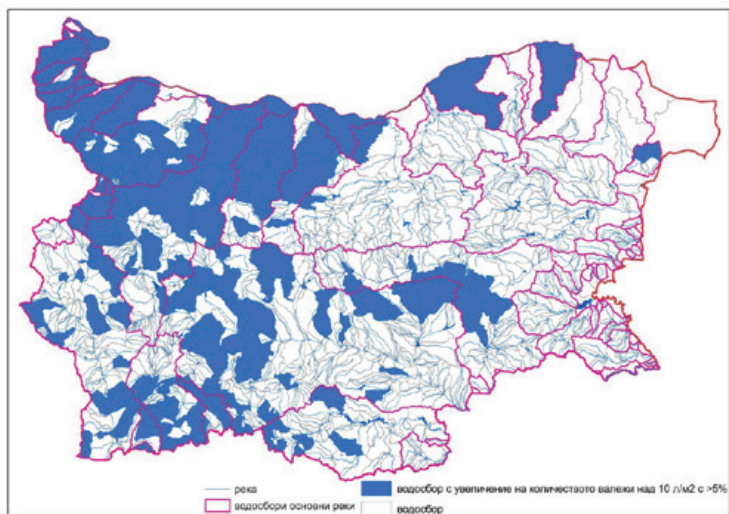 река
водосбор с увеличение на количеството валежи над 10 л/м2 с >5%
водосбори основни реки
водосбор